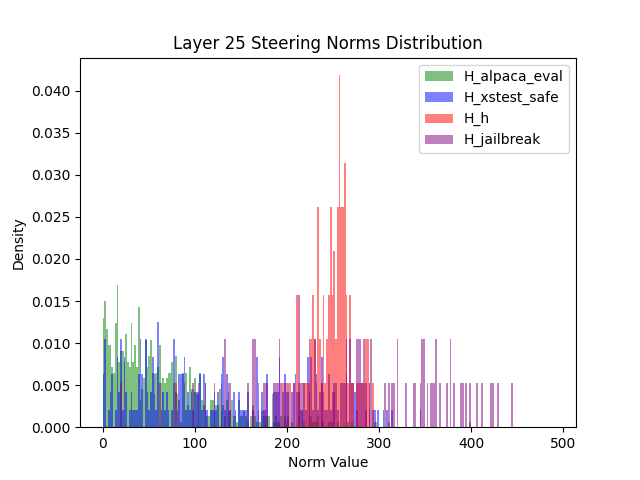 Layer 25 Steering Norms Distribution
H_alpaca_eval
H_xstest_safe
H_h
H_jailbreak
Density
0.040
0.035
0.030
0.025
0.020
0.015
0.010
0.005
0.000
0 100 200 300 400 500
Norm Value